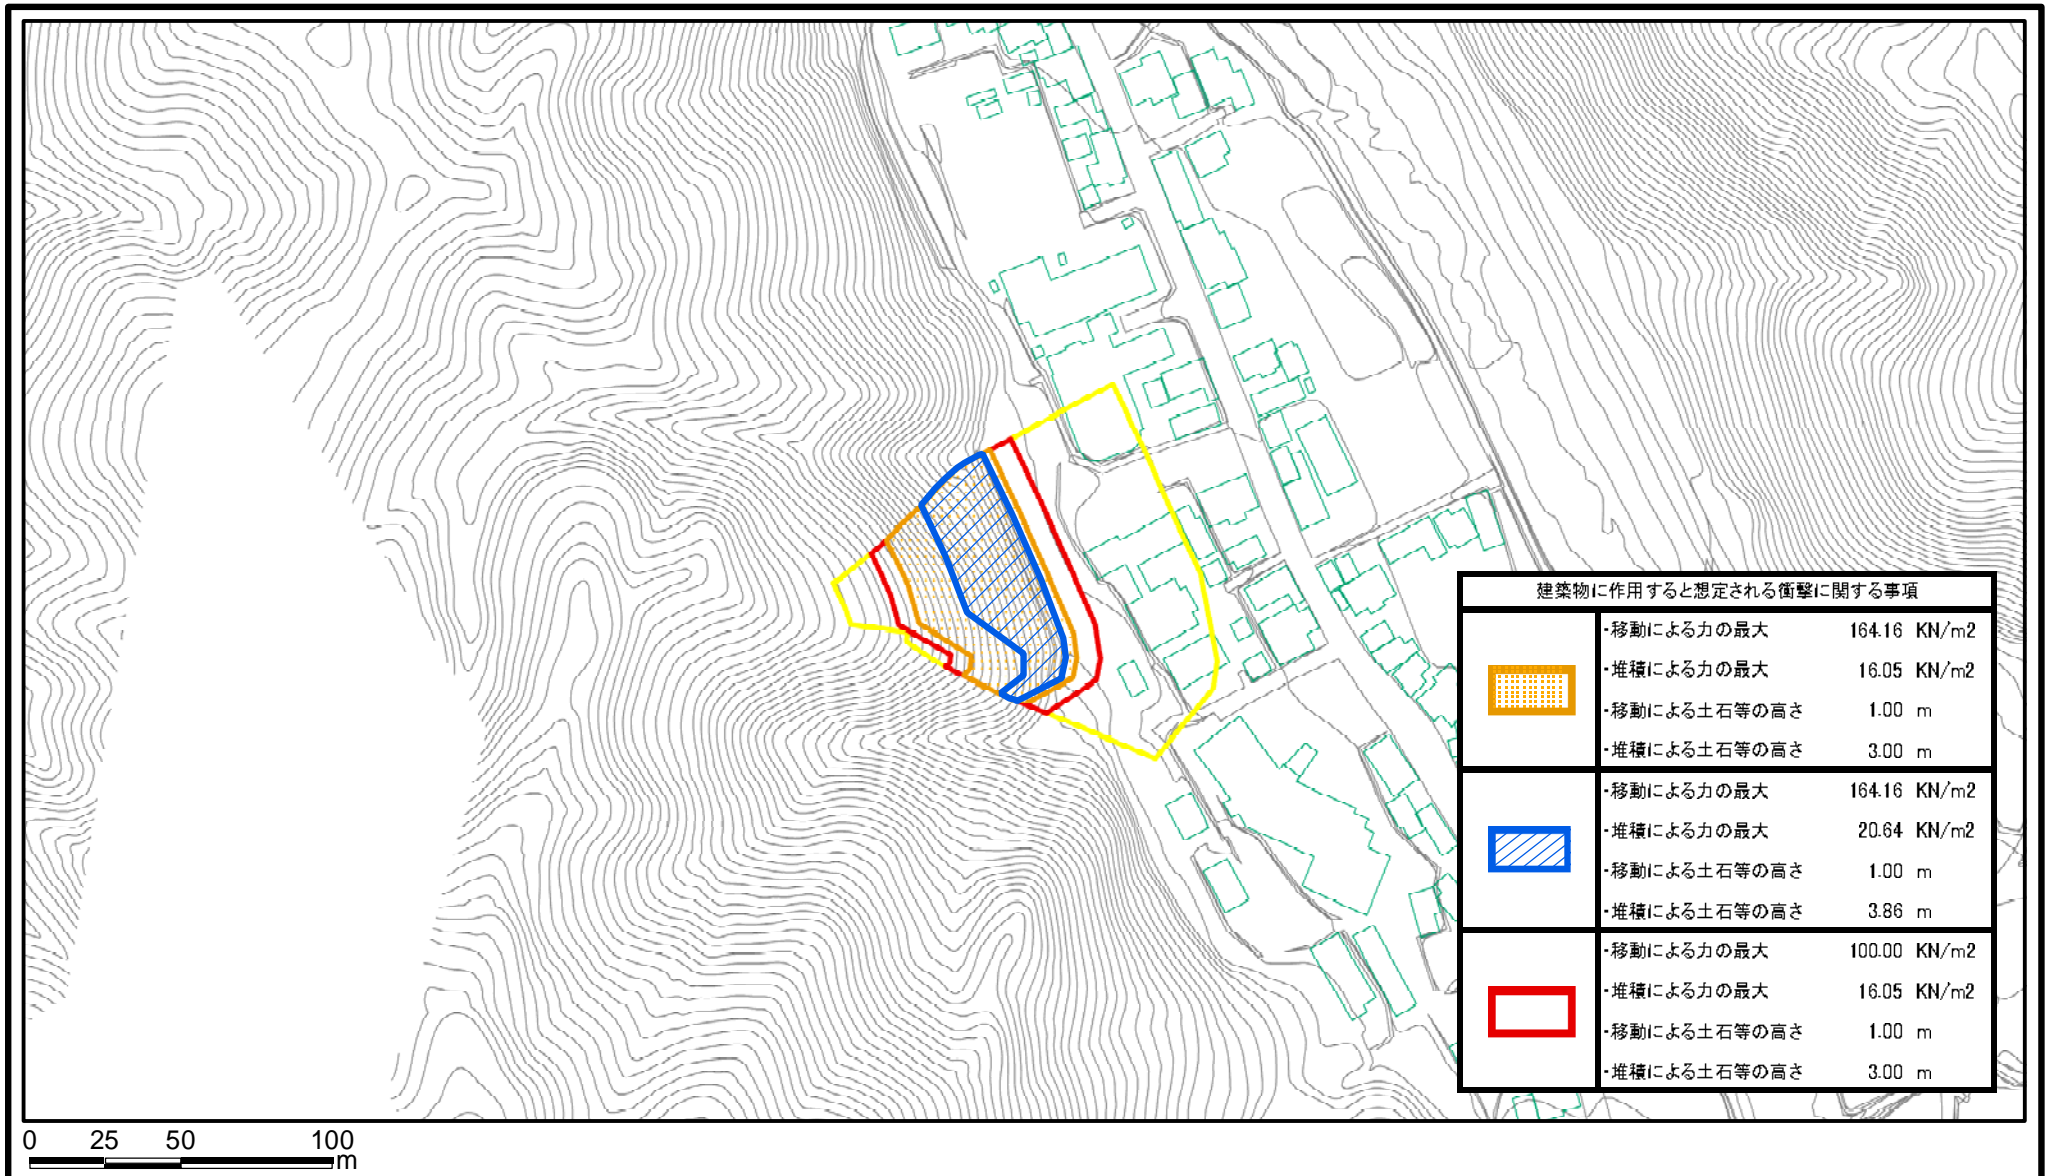 建築物に作用すると想定される衝撃に関する事項
・移動による力の最大 164.16 KN/m2
・堆積による力の最大 16.05 KN/m2
・移動による土石等の高さ 1.00 m
・堆積による土石等の高さ 3.00 m
・移動による力の最大 164.16 KN/m2
・堆積による力の最大 20.64 KN/m2
・移動による土石等の高さ 1.00 m
・堆積による土石等の高さ 3.86 m
・移動による力の最大 100.00 KN/m2
・堆積による力の最大 16.05 KN/m2
・移動による土石等の高さ 1.00 m
・堆積による土石等の高さ 3.00 m
0 25 50 100
m